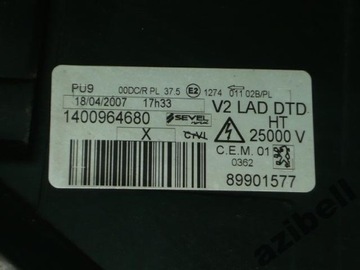 PU9 00DC/R PL 37.5 E2 1274 011 02B/PL
18/04/2007 17h33 V2 LAD DTD
1400964680 SEVEL HT
X 25000 V
C.E.M. 01
0362
89901577
azibell